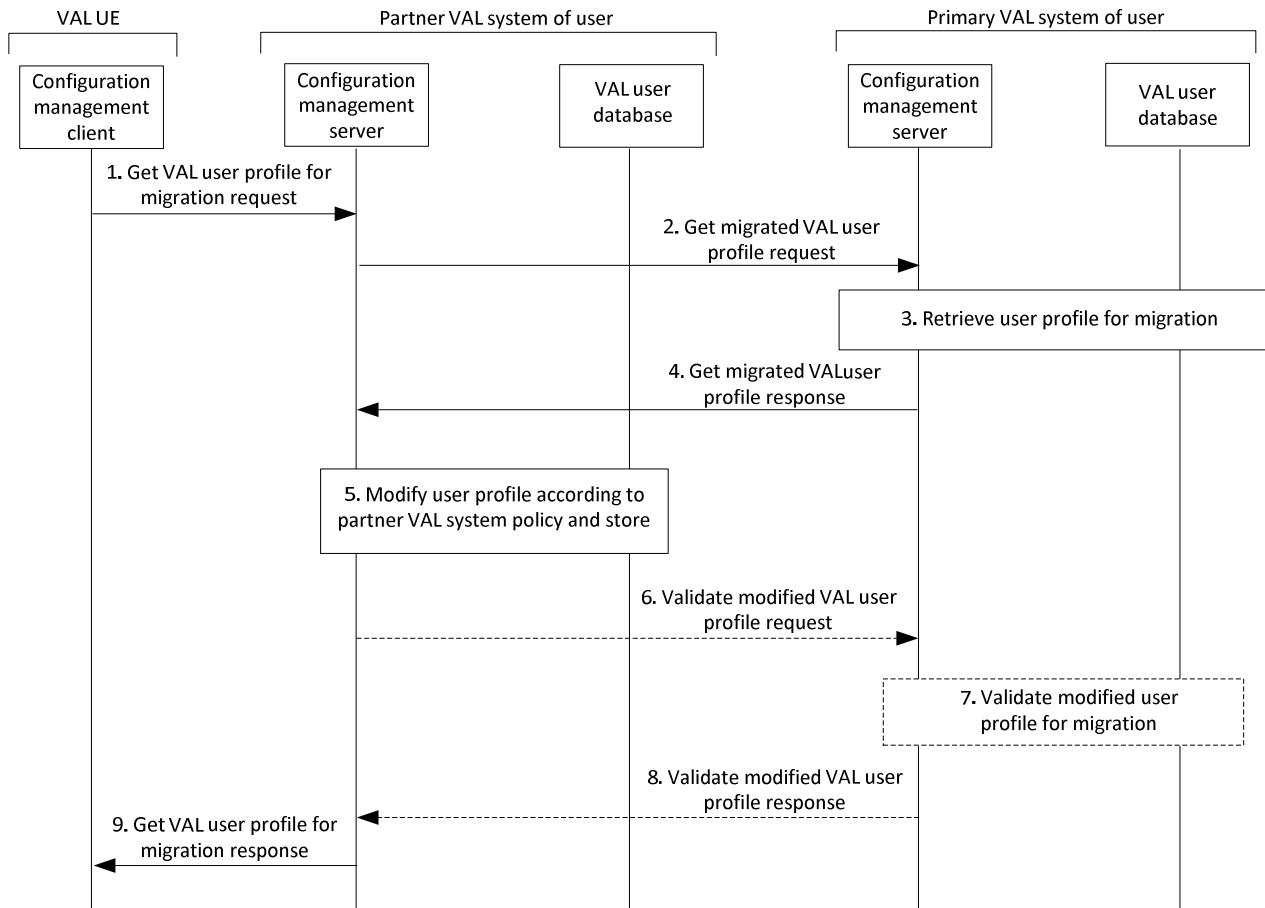 VAL UE
Partner VAL system of user
Primary VAL system of user
Configuration
management
client
Configuration
management
server
VAL user
database
Configuration
management
server
VAL user
database
1. Get VAL user profile for
migration request
2. Get migrated VAL user
profile request
3. Retrieve user profile for migration
4. Get migrated VALuser
profile response
5. Modify user profile according to
partner VAL system policy and store
6. Validate modified VAL user
profile request
7. Validate modified user
profile for migration
8. Validate modified VAL user
profile response
9. Get VAL user profile for
migration response